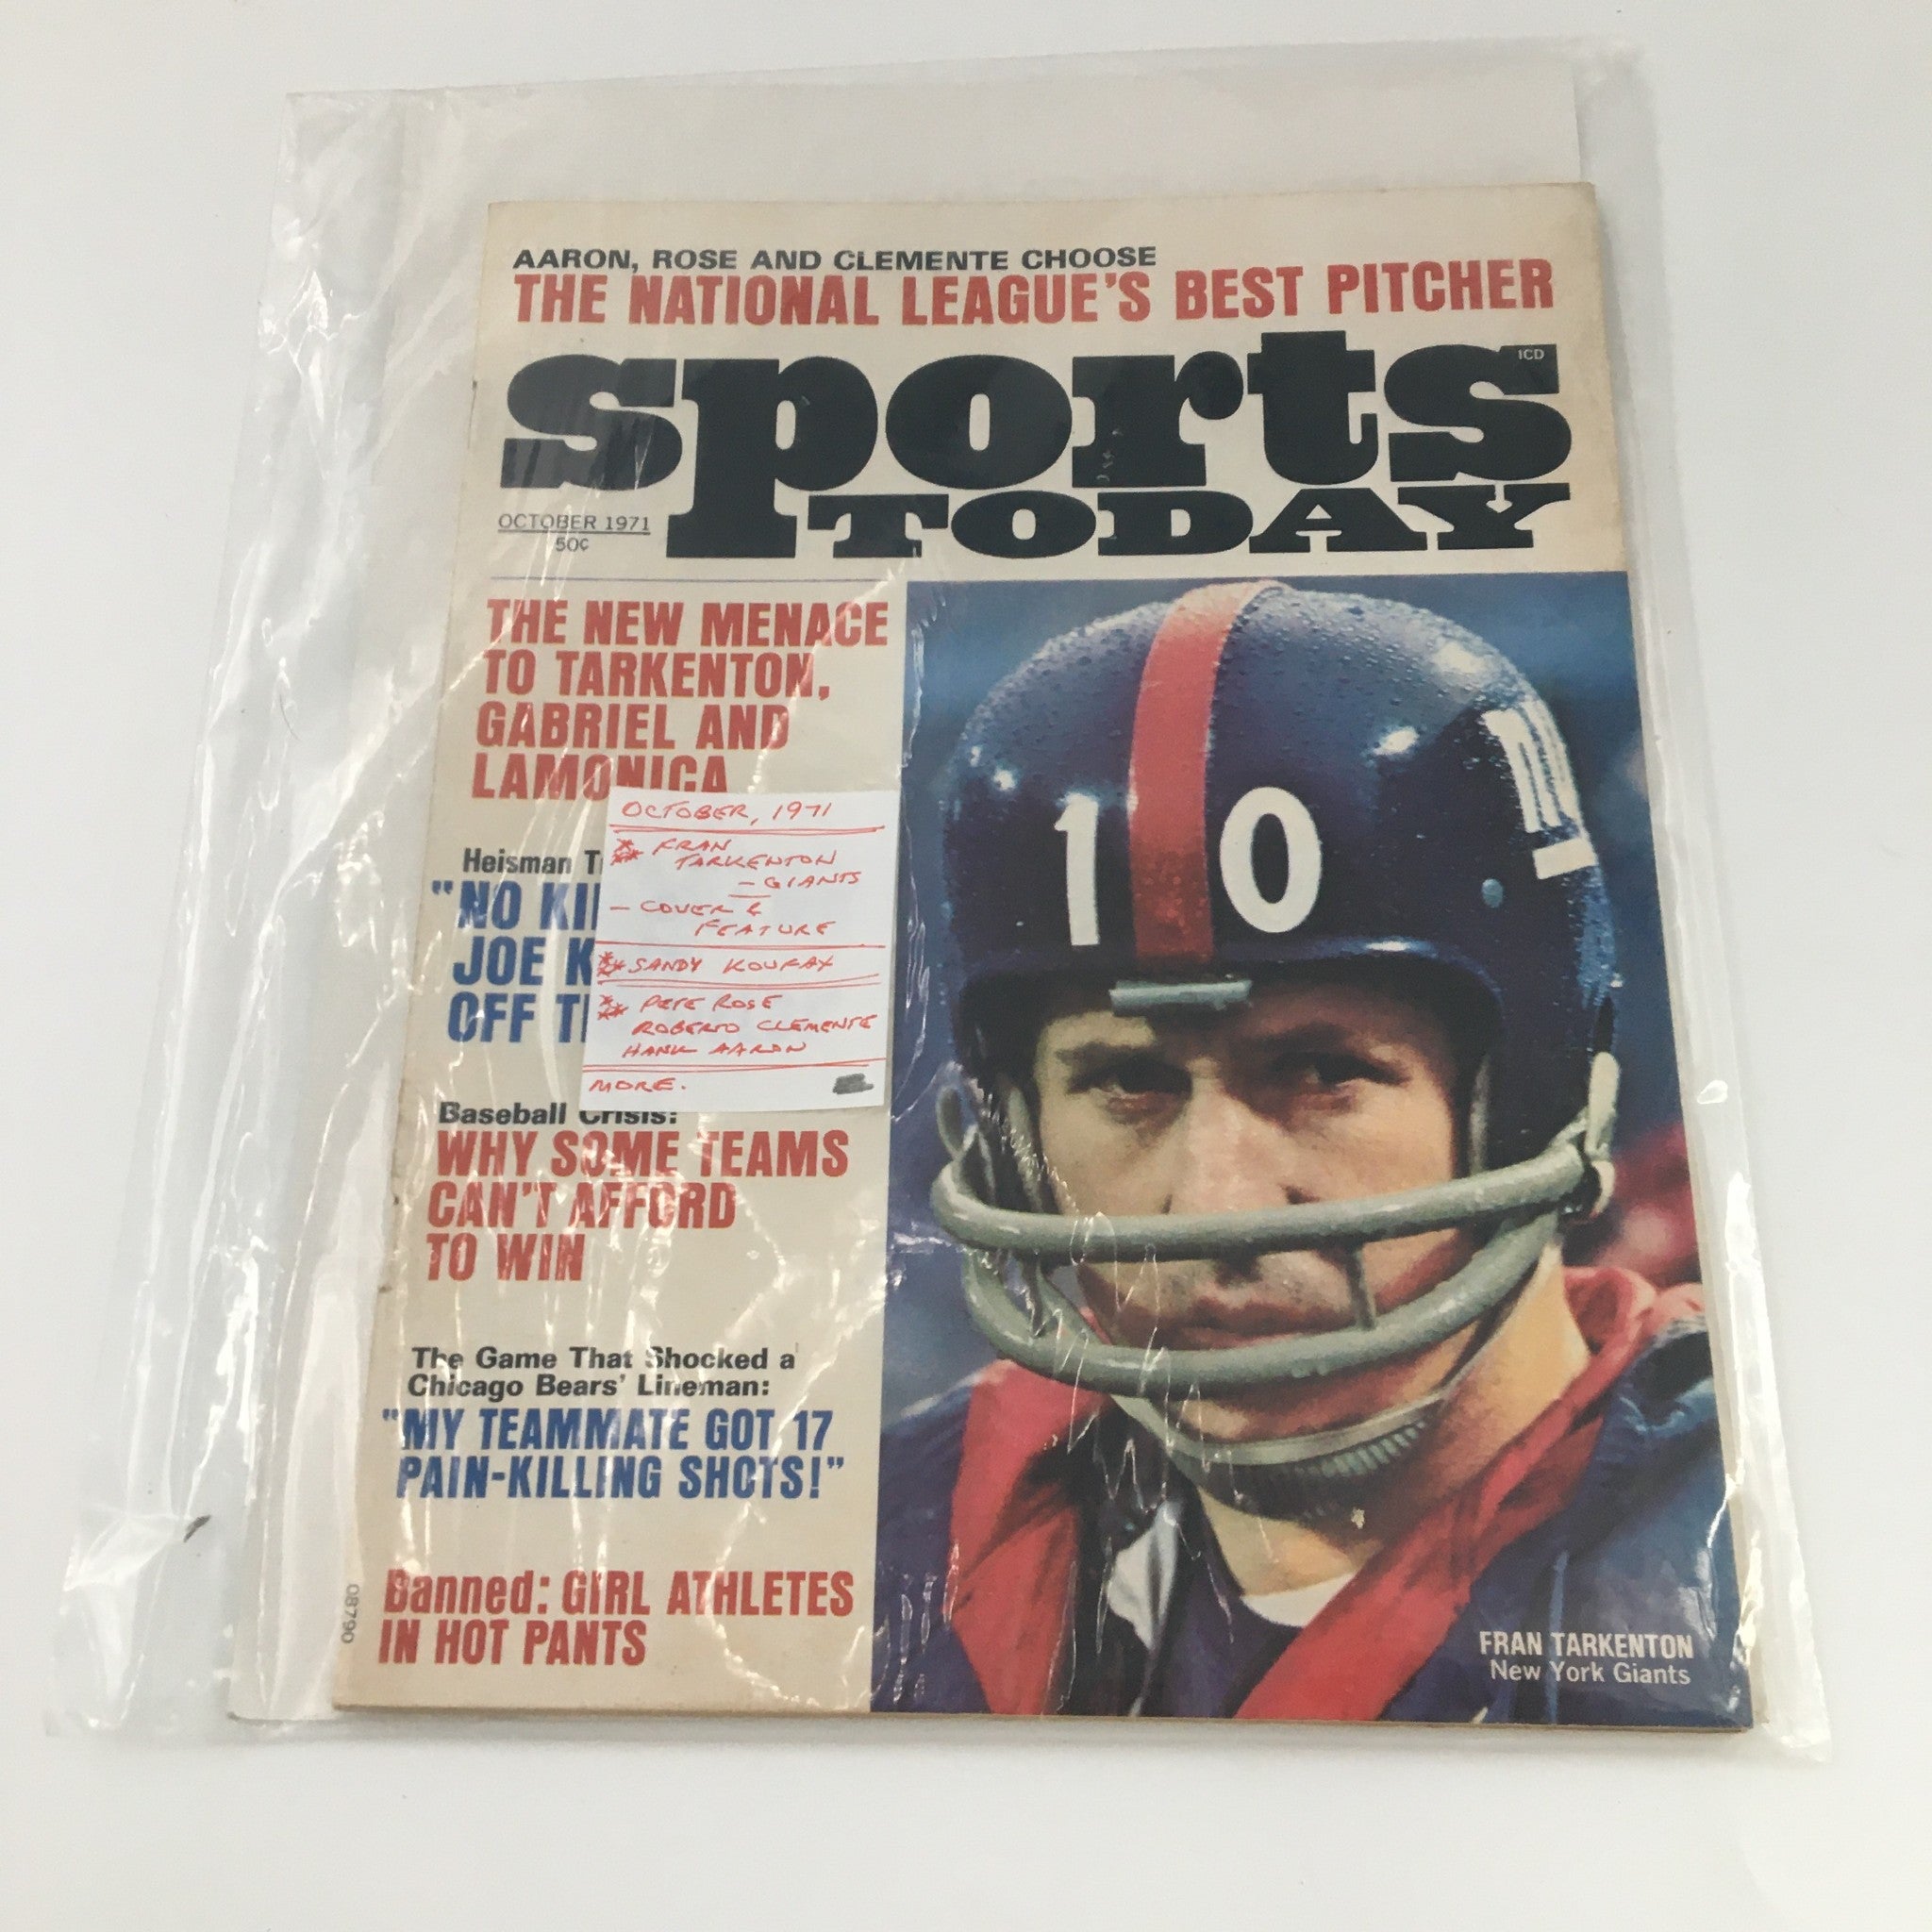 AARON, ROSE AND CLEMENTE CHOOSE
THE NATIONAL LEAGUE'S BEST PITCHER
sports
ICD
TODAY
OCTOBER 1971
50¢
THE NEW MENACE
TO TARKENTON,
GABRIEL AND
LAMONICA
Heisman
"NO
JOE
OFF
OCTOBER, 1971
FRAN
TARKENTON
- GIANTS
- COVER &
FEATURE
SANDY KOUFAX
PETE ROSE
ROBERTO CLEMENTE
HANK AARON
MORE.
Baseball Crisis:
WHY SOME TEAMS
CAN'T AFFORD
TO WIN
The Game That Shocked a
Chicago Bears' Lineman:
"MY TEAMMATE GOT 17
PAIN-KILLING SHOTS!"
Banned: GIRL ATHLETES
IN HOT PANTS
08790
10
FRAN TARKENTON
New York Giants